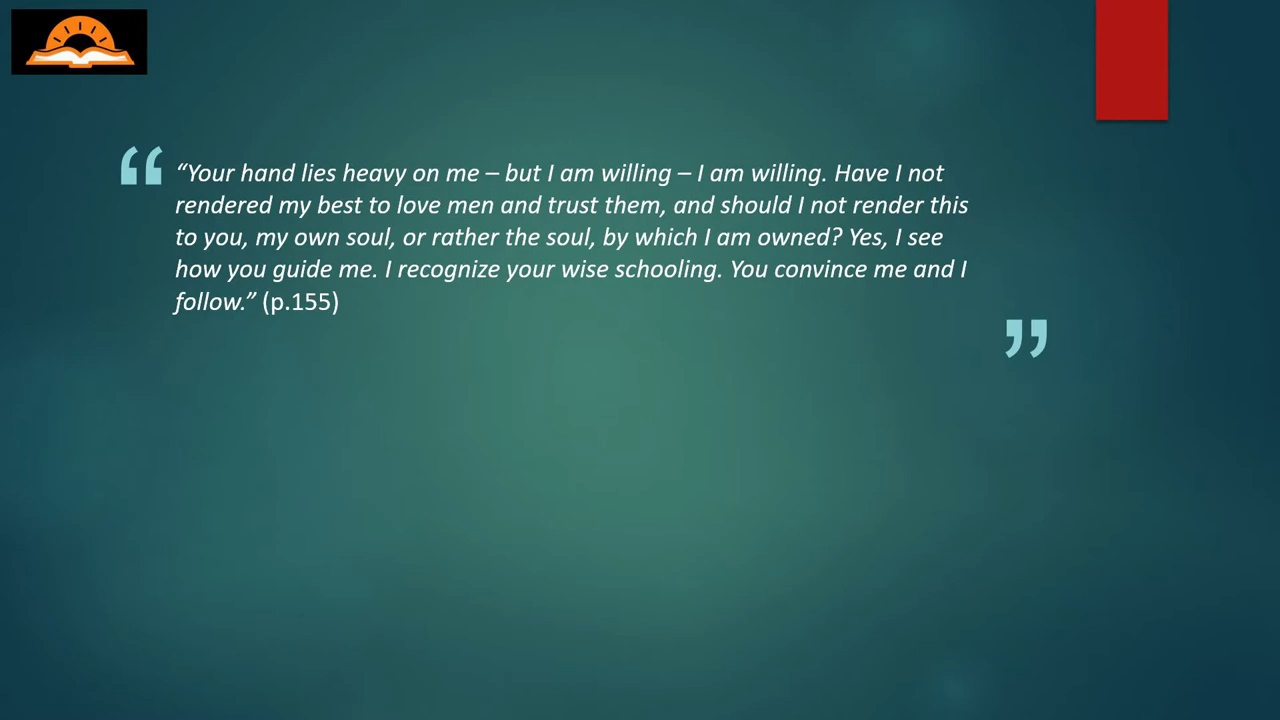 “Your hand lies heavy on me – but I am willing – I am willing. Have I not
rendered my best to love men and trust them, and should I not render this
to you, my own soul, or rather the soul, by which I am owned? Yes, I see
how you guide me. I recognize your wise schooling. You convince me and I
follow.” (p.155)